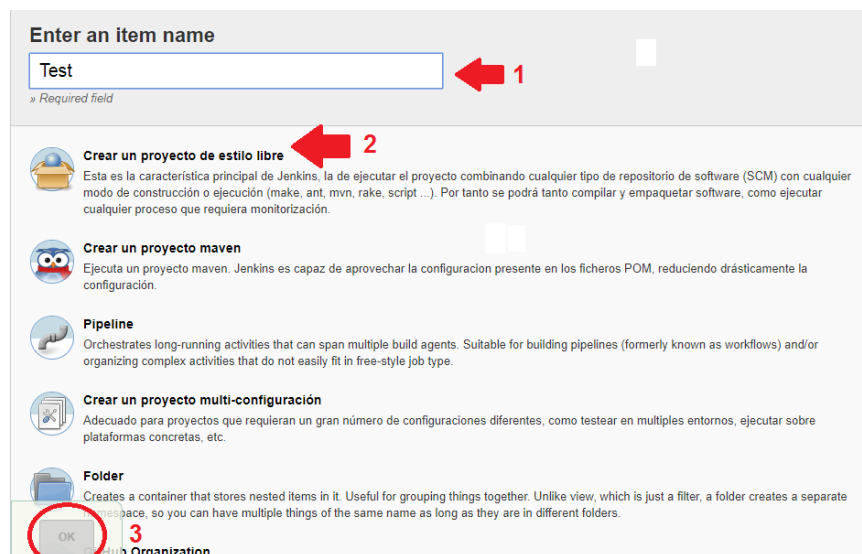 Enter an item name
Test
1
» Required field
2
Crear un proyecto de estilo libre
Esta es la característica principal de Jenkins, la de ejecutar el proyecto combinando cualquier tipo de repositorio de software (SCM) con cualquier
modo de construcción o ejecución (make, ant, mvn, rake, script ...). Por tanto se podrá tanto compilar y empaquetar software, como ejecutar
cualquier proceso que requiera monitorización.
Crear un proyecto maven
Ejecuta un proyecto maven. Jenkins es capaz de aprovechar la configuracion presente en los ficheros POM, reduciendo drásticamente la
configuración.
Pipeline
Orchestrates long-running activities that can span multiple build agents. Suitable for building pipelines (formerly known as workflows) and/or
organizing complex activities that do not easily fit in free-style job type.
Crear un proyecto multi-configuración
Adecuado para proyectos que requieran un gran número de configuraciones diferentes, como testear en multiples entornos, ejecutar sobre
plataformas concretas, etc.
Folder
Creates a container that stores nested items in it. Useful for grouping things together. Unlike view, which is just a filter, a folder creates a separate
namespace, so you can have multiple things of the same name as long as they are in different folders.
OK
3
GitHub Organization